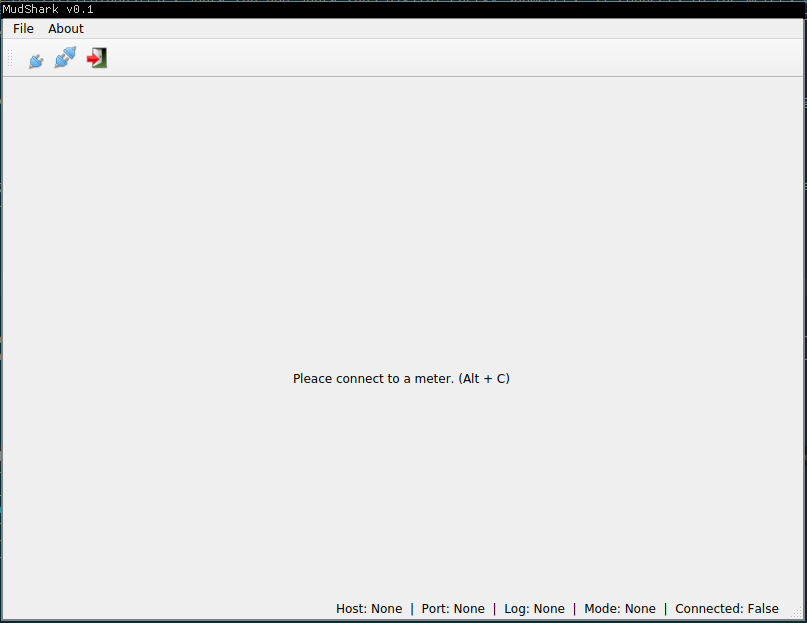 MudShark v0.1
File About
Pleace connect to a meter. (Alt + C)
Host: None | Port: None | Log: None | Mode: None | Connected: False